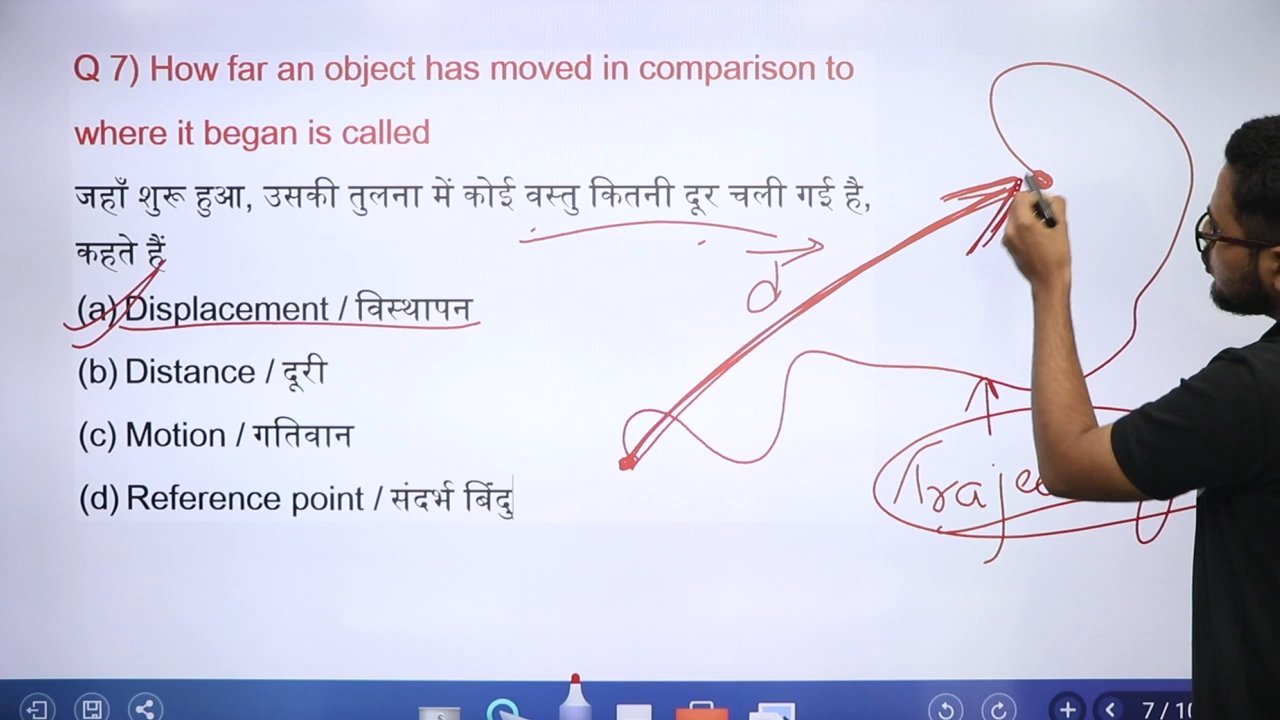 Q 7) How far an object has moved in comparison to
where it began is called
जहाँ शुरू हुआ, उसकी तुलना में कोई वस्तु कितनी दूर चली गई है,
कहते हैं
(a) Displacement / विस्थापन
(b) Distance / दूरी
(c) Motion / गतिवान
(d) Reference point / संदर्भ बिंदु
d
7 / 10